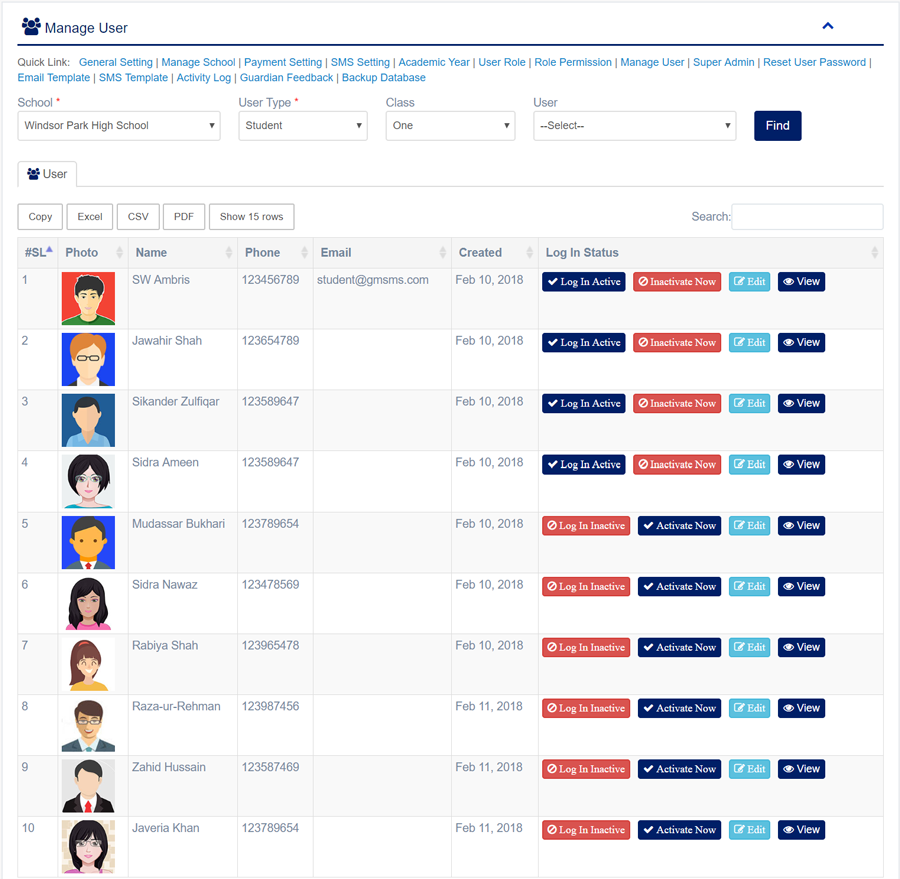 Manage User
Quick Link: General Setting | Manage School | Payment Setting | SMS Setting | Academic Year | User Role | Role Permission | Manage User | Super Admin | Reset User Password |
Email Template | SMS Template | Activity Log | Guardian Feedback | Backup Database
School * User Type * Class User
Windsor Park High School Student One --Select-- Find
User
Copy Excel CSV PDF Show 15 rows Search:
#SL Photo Name Phone Email Created Log In Status
1 SW Ambris 123456789 student@gmsms.com Feb 10, 2018 Log In Active Inactivate Now Edit View
2 Jawahir Shah 123654789 Feb 10, 2018 Log In Active Inactivate Now Edit View
3 Sikander Zulfiqar 123589647 Feb 10, 2018 Log In Active Inactivate Now Edit View
4 Sidra Ameen 123589647 Feb 10, 2018 Log In Active Inactivate Now Edit View
5 Mudassar Bukhari 123789654 Feb 10, 2018 Log In Inactive Activate Now Edit View
6 Sidra Nawaz 123478569 Feb 10, 2018 Log In Inactive Activate Now Edit View
7 Rabiya Shah 123965478 Feb 10, 2018 Log In Inactive Activate Now Edit View
8 Raza-ur-Rehman 123987456 Feb 11, 2018 Log In Inactive Activate Now Edit View
9 Zahid Hussain 123587469 Feb 11, 2018 Log In Inactive Activate Now Edit View
10 Javeria Khan 123789654 Feb 11, 2018 Log In Inactive Activate Now Edit View